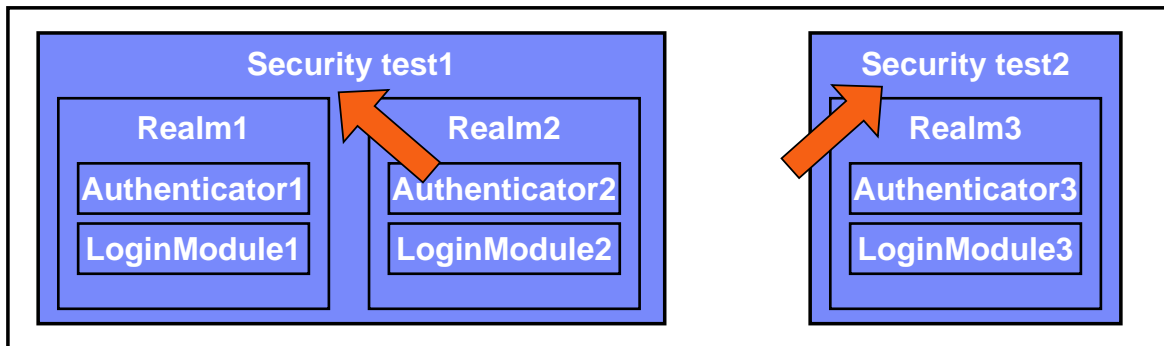 Security test1
Realm1
Authenticator1
LoginModule1
Realm2
Authenticator2
LoginModule2
Security test2
Realm3
Authenticator3
LoginModule3